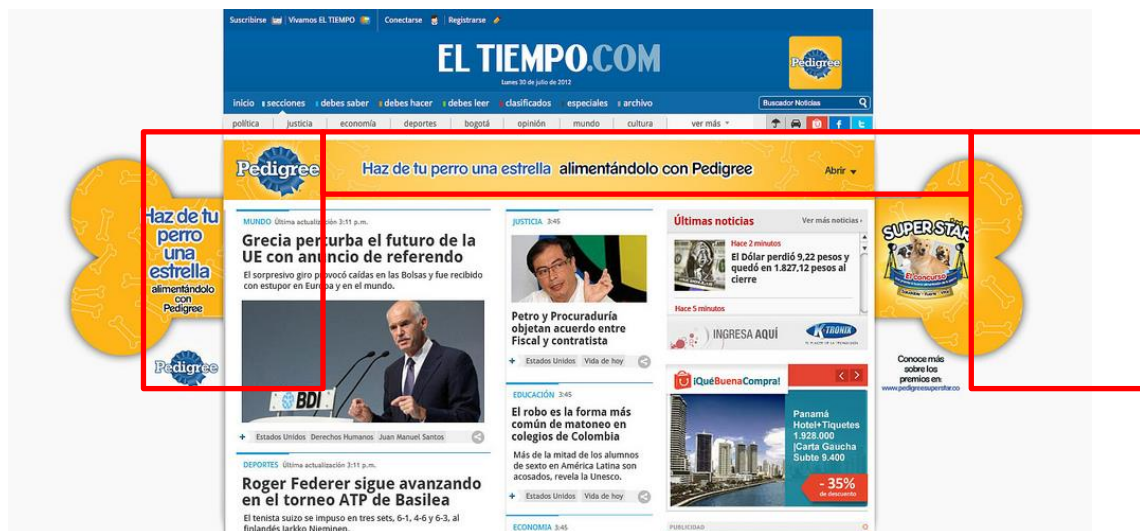 Suscribirse | Vivamos EL TIEMPO
Conectarse | Registrarse
EL TIEMPO.COM
Lunes 30 de julio de 2012
Pedigree
inicio secciones debes saber debes hacer debes leer clasificados especiales archivo
Buscador Noticias
política justicia economía deportes bogotá opinión mundo cultura ver más
Pedigree
Haz de tu perro una estrella alimentándolo con Pedigree
Abrir
Haz de tu
perro
una
estrella
alimentándolo
con
Pedigree
Pedigree
MUNDO Última actualización 3:11 p.m.
Grecia perturba el futuro de la
UE con anuncio de referendo
El sorpresivo giro provocó caídas en las Bolsas y fue recibido
con estupor en Europa y en el mundo.
BDI
+ Estados Unidos Derechos Humanos Juan Manuel Santos
DEPORTES Última actualización 3:11 p.m.
Roger Federer sigue avanzando
en el torneo ATP de Basilea
El tenista suizo se impuso en tres sets, 6-1, 4-6 y 6-3, al
finlandés Jarkko Nieminen.
JUSTICIA 3:45
Petro y Procuraduría
objetan acuerdo entre
Fiscal y contratista
+ Estados Unidos Vida de hoy
EDUCACIÓN 3:45
El robo es la forma más
común de matoneo en
colegios de Colombia
Más de la mitad de los alumnos
de sexto en América Latina son
acosados, revela la Unesco.
+ Estados Unidos Vida de hoy
ECONOMIA 3:45
Últimas noticias
Ver más noticias
Hace 2 minutos
El Dólar perdió 9,22 pesos y
quedó en 1.827,12 pesos al
cierre
Hace 5 minutos
INGRESA AQUÍ
K-TRONIX
¡QuéBuenaCompra!
Panamá
Hotel+Tiquetes
1.928.000
|Carta Gaucha
Subte 9.400
- 35%
de descuento
PUBLICIDAD
SUPER STAR
El concurso
Conoce más
sobre los
premios en:
www.pedigreesuperstar.co